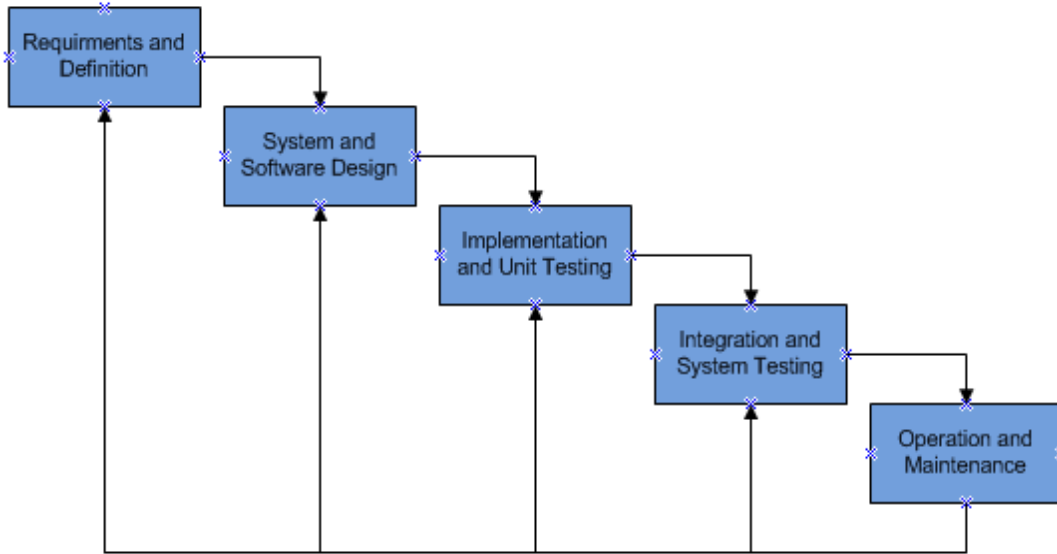 Requirments and
Definition
System and
Software Design
Implementation
and Unit Testing
Integration and
System Testing
Operation and
Maintenance